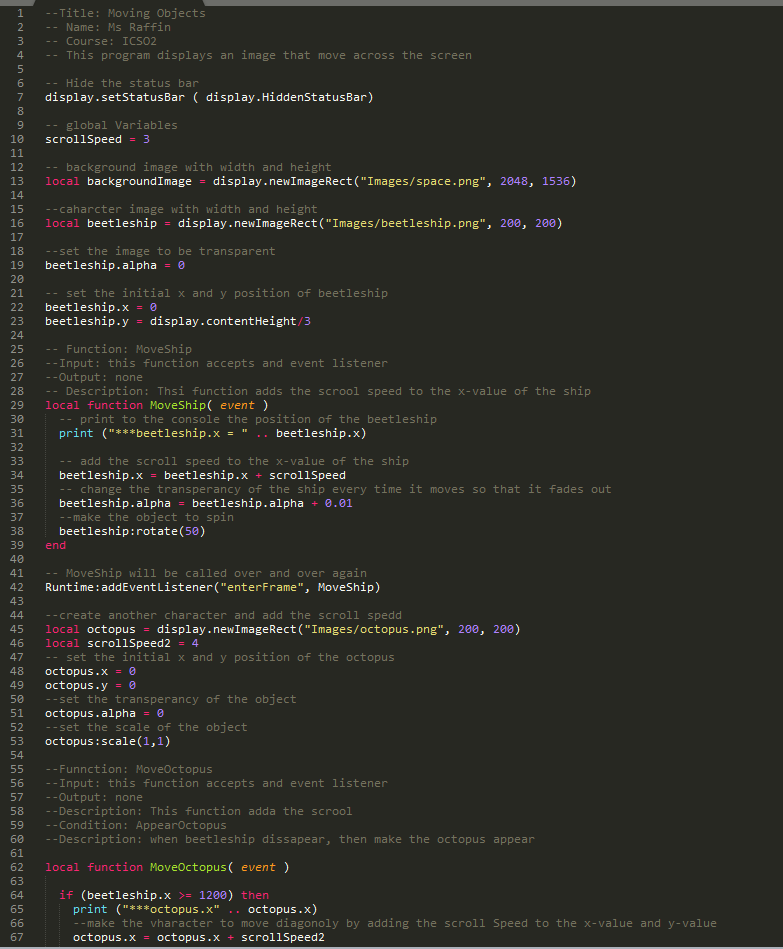 1 --Title: Moving Objects
2 -- Name: Ms Raffin
3 -- Course: ICSO2
4 -- This program displays an image that move across the screen
5
6 -- Hide the status bar
7 display.setStatusBar ( display.HiddenStatusBar)
8
9 -- global Variables
10 scrollSpeed = 3
11
12 -- background image with width and height
13 local backgroundImage = display.newImageRect("Images/space.png", 2048, 1536)
14
15 --caharcter image with width and height
16 local beetleship = display.newImageRect("Images/beetleship.png", 200, 200)
17
18 --set the image to be transparent
19 beetleship.alpha = 0
20
21 -- set the initial x and y position of beetleship
22 beetleship.x = 0
23 beetleship.y = display.contentHeight/3
24
25 -- Function: MoveShip
26 --Input: this function accepts and event listener
27 --Output: none
28 -- Description: Thsi function adds the scrool speed to the x-value of the ship
29 local function MoveShip( event )
30 -- print to the console the position of the beetleship
31 print ("***beetleship.x = " .. beetleship.x)
32
33 -- add the scroll speed to the x-value of the ship
34 beetleship.x = beetleship.x + scrollSpeed
35 -- change the transperancy of the ship every time it moves so that it fades out
36 beetleship.alpha = beetleship.alpha + 0.01
37 --make the object to spin
38 beetleship:rotate(50)
39 end
40
41 -- MoveShip will be called over and over again
42 Runtime:addEventListener("enterFrame", MoveShip)
43
44 --create another character and add the scroll spedd
45 local octopus = display.newImageRect("Images/octopus.png", 200, 200)
46 local scrollSpeed2 = 4
47 -- set the initial x and y position of the octopus
48 octopus.x = 0
49 octopus.y = 0
50 --set the transperancy of the object
51 octopus.alpha = 0
52 --set the scale of the object
53 octopus:scale(1,1)
54
55 --Funnction: MoveOctopus
56 --Input: this function accepts and event listener
57 --Output: none
58 --Description: This function adda the scrool
59 --Condition: AppearOctopus
60 --Description: when beetleship dissapear, then make the octopus appear
61
62 local function MoveOctopus( event )
63
64 if (beetleship.x >= 1200) then
65 print ("***octopus.x" .. octopus.x)
66 --make the vharacter to move diagonoly by adding the scroll Speed to the x-value and y-value
67 octopus.x = octopus.x + scrollSpeed2